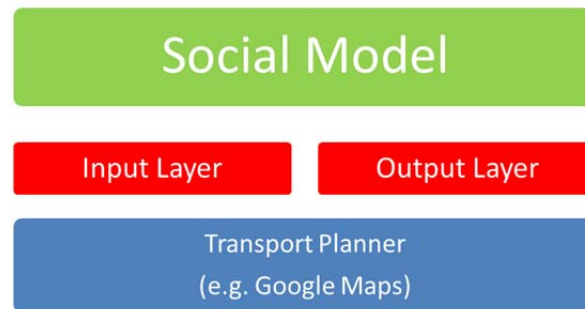 Social Model
Input Layer
Output Layer
Transport Planner
(e.g. Google Maps)